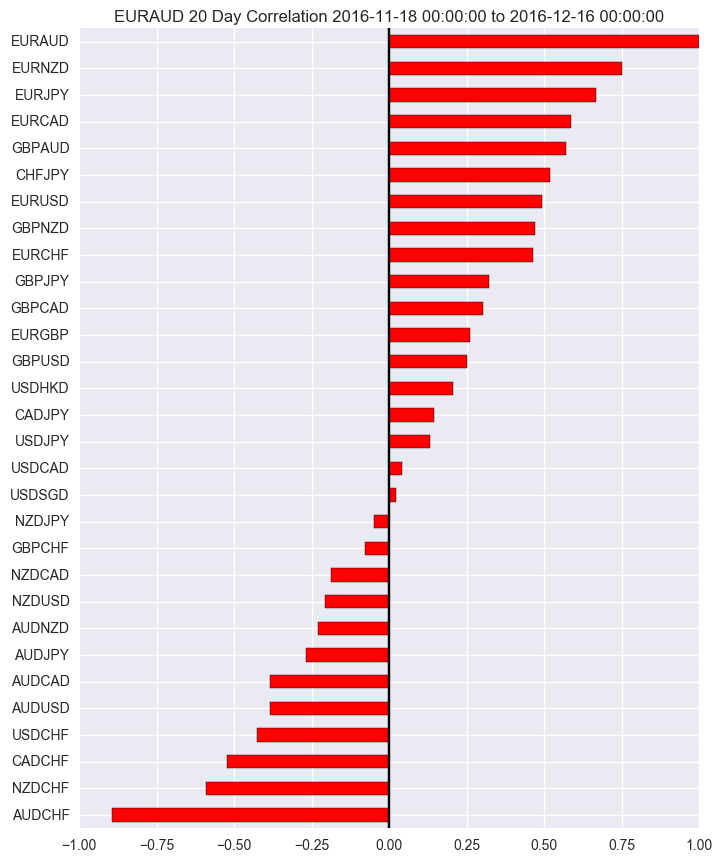 EURAUD 20 Day Correlation 2016-11-18 00:00:00 to 2016-12-16 00:00:00
EURAUD
EURNZD
EURJPY
EURCAD
GBPAUD
CHFJPY
EURUSD
GBPNZD
EURCHF
GBPJPY
GBPCAD
EURGBP
GBPUSD
USDHKD
CADJPY
USDJPY
USDCAD
USDSGD
NZDJPY
GBPCHF
NZDCAD
NZDUSD
AUDNZD
AUDJPY
AUDCAD
AUDUSD
USDCHF
CADCHF
NZDCHF
AUDCHF
−1.00 −0.75 −0.50 −0.25 0.00 0.25 0.50 0.75 1.00